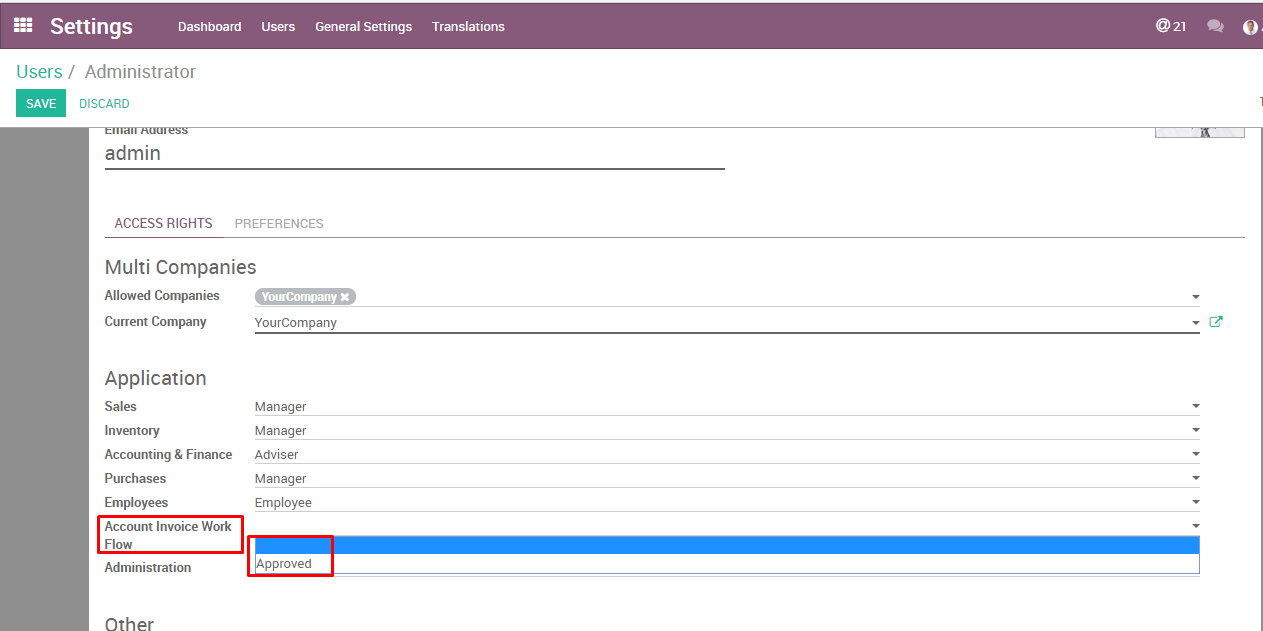 Settings Dashboard Users General Settings Translations @ 21
Users / Administrator
SAVE DISCARD
Email Address
admin
ACCESS RIGHTS PREFERENCES
Multi Companies
Allowed Companies YourCompany ✖
Current Company YourCompany
Application
Sales Manager
Inventory Manager
Accounting & Finance Adviser
Purchases Manager
Employees Employee
Account Invoice Work
Flow
Approved
Administration
Other